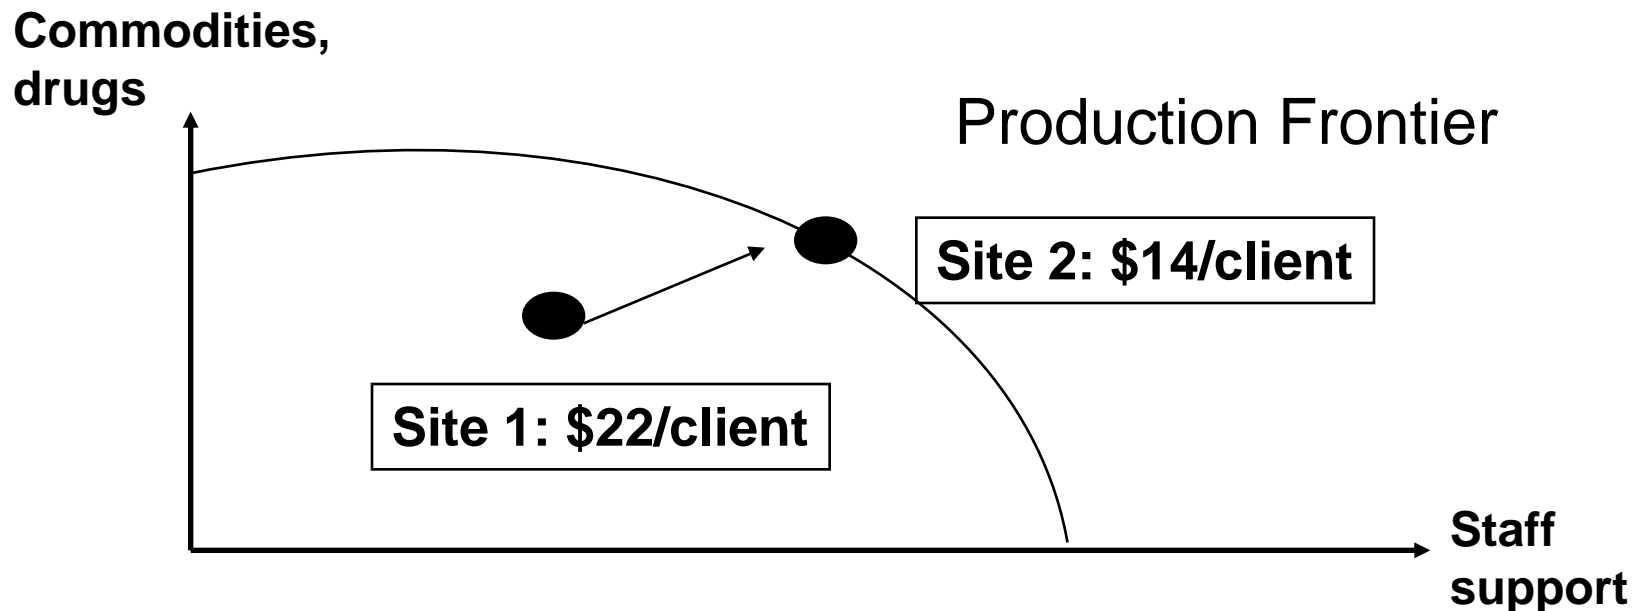 Commodities,
drugs
Production Frontier
Site 2: $14/client
Site 1: $22/client
Staff
support